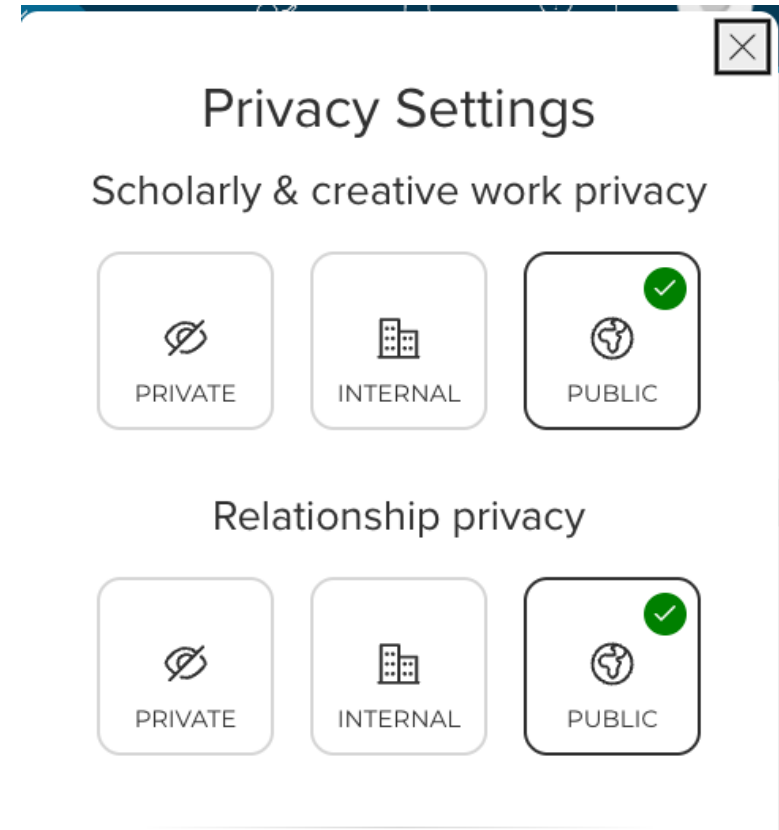 Privacy Settings
Scholarly & creative work privacy
PRIVATE INTERNAL PUBLIC
Relationship privacy
PRIVATE INTERNAL PUBLIC